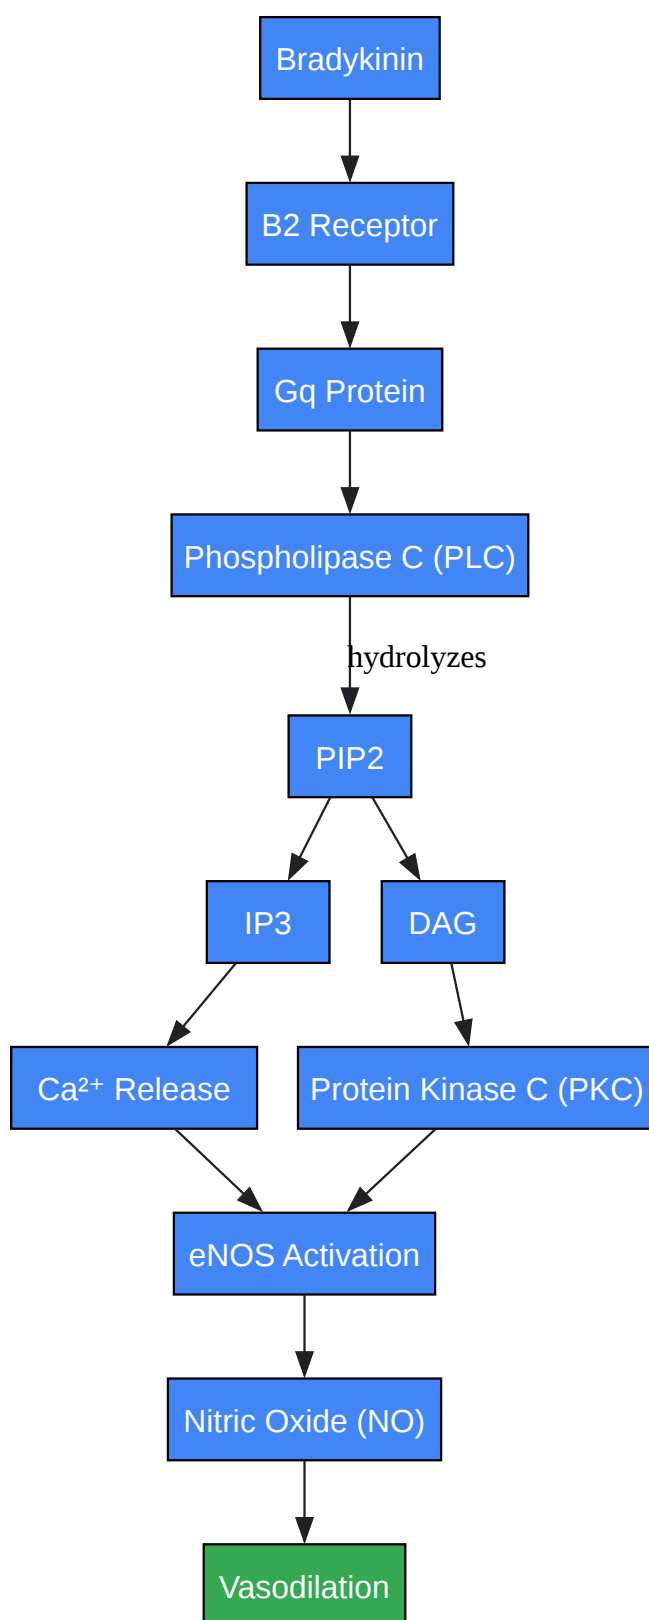 Bradykinin
B2 Receptor
Gq Protein
Phospholipase C (PLC)
hydrolyzes
PIP2
IP3
DAG
Ca²⁺ Release
Protein Kinase C (PKC)
eNOS Activation
Nitric Oxide (NO)
Vasodilation